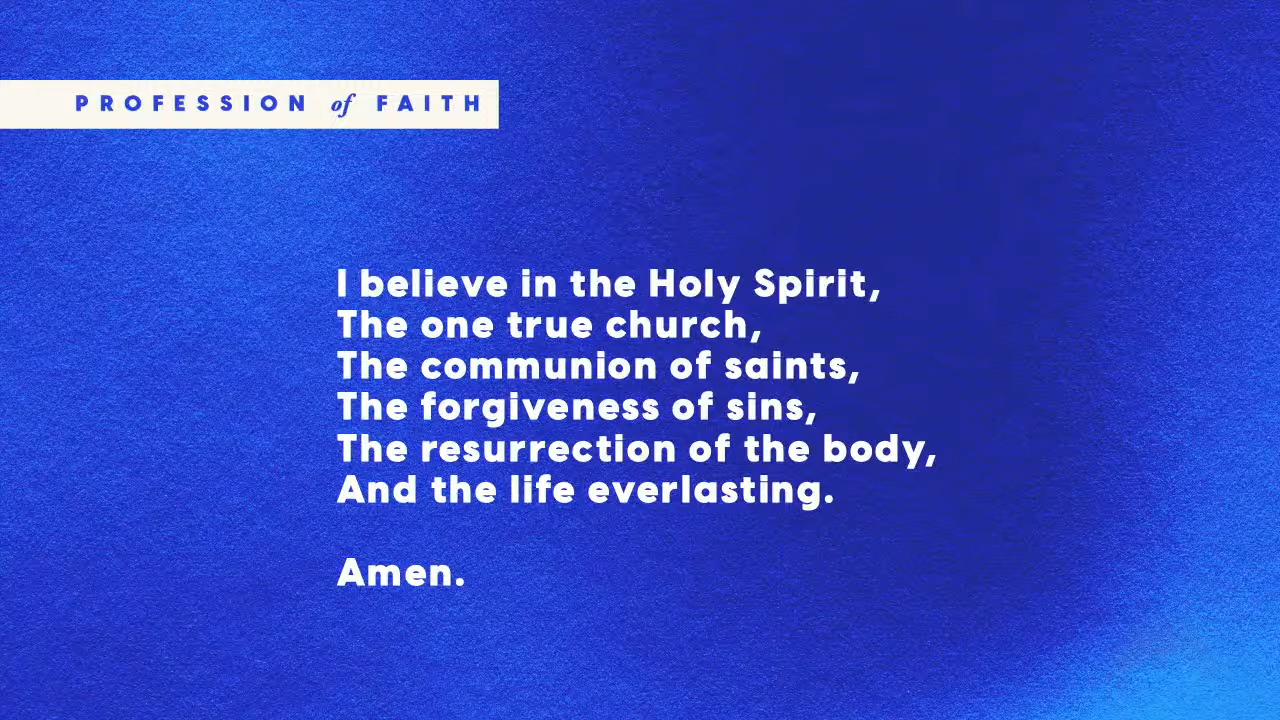 PROFESSION of FAITH
I believe in the Holy Spirit,
The one true church,
The communion of saints,
The forgiveness of sins,
The resurrection of the body,
And the life everlasting.
Amen.